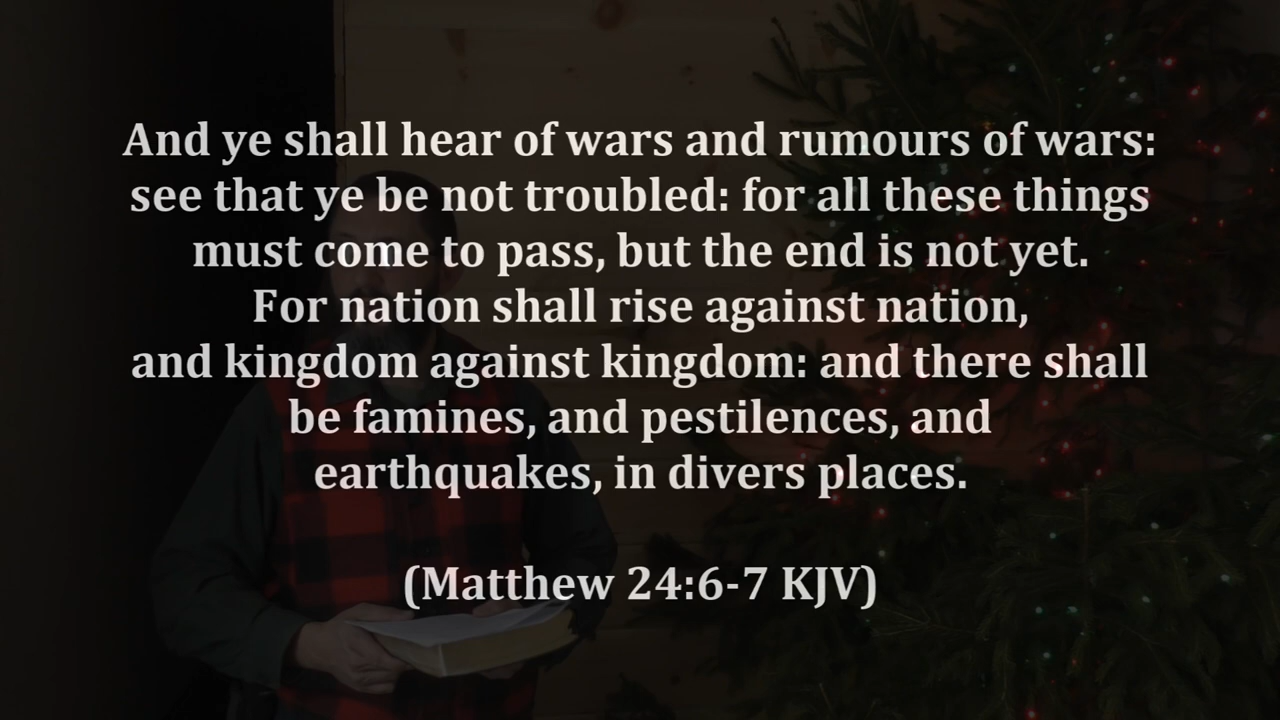 And ye shall hear of wars and rumours of wars:
see that ye be not troubled: for all these things
must come to pass, but the end is not yet.
For nation shall rise against nation,
and kingdom against kingdom: and there shall
be famines, and pestilences, and
earthquakes, in divers places.
(Matthew 24:6-7 KJV)